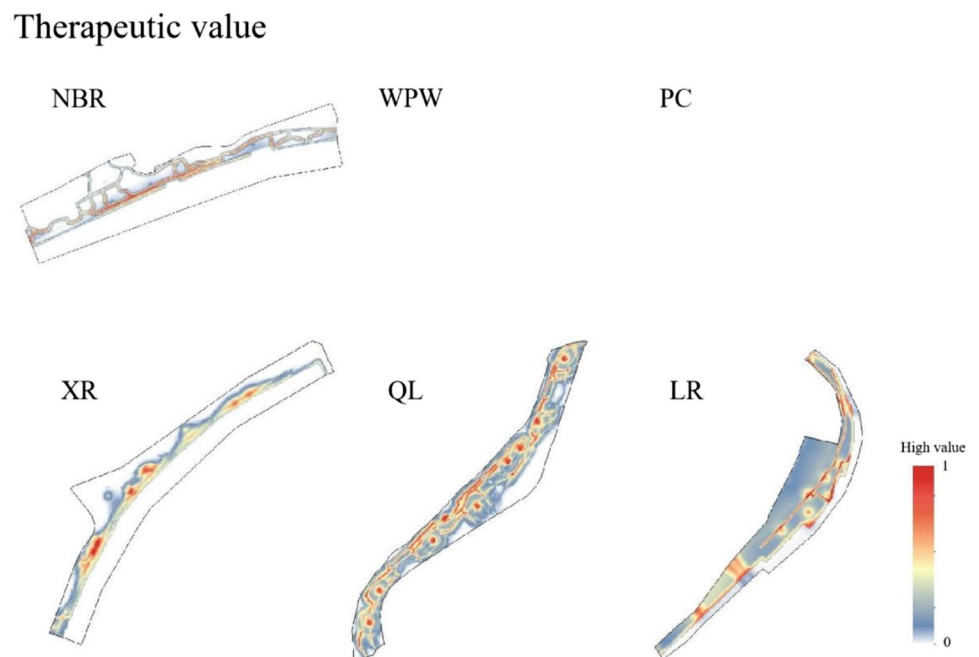 Therapeutic value
NBR
WPW
PC
XR
QL
LR
High value
1
0